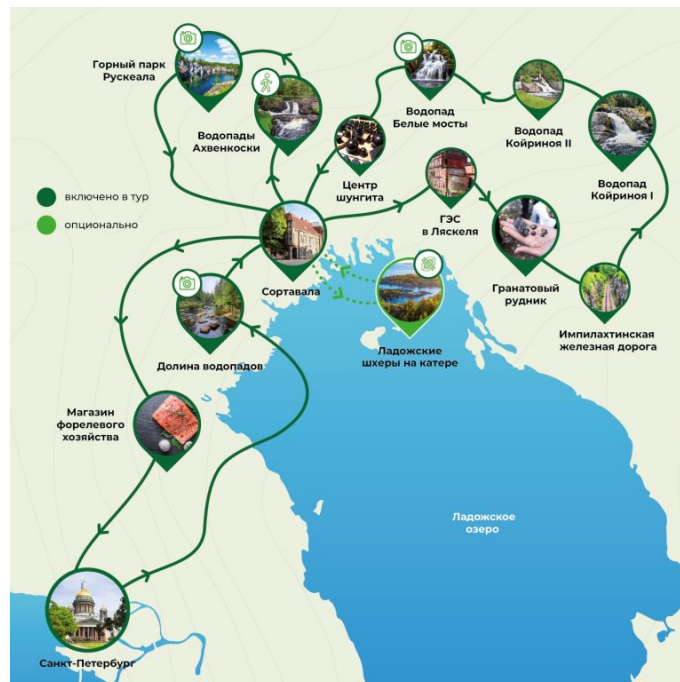 Горный парк
Рускеала
Водопады
Ахвенкоски
Водопад
Белые мосты
Водопад
Койриноя II
Водопад
Койриноя I
включено в тур
опционально
Центр
шунгита
ГЭС
в Ляскеля
Гранатовый
рудник
Импилахтинская
железная дорога
Сортавала
Ладожские
шхеры на катере
Долина водопадов
Магазин
форелевого
хозяйства
Ладожское
озеро
Санкт-Петербург